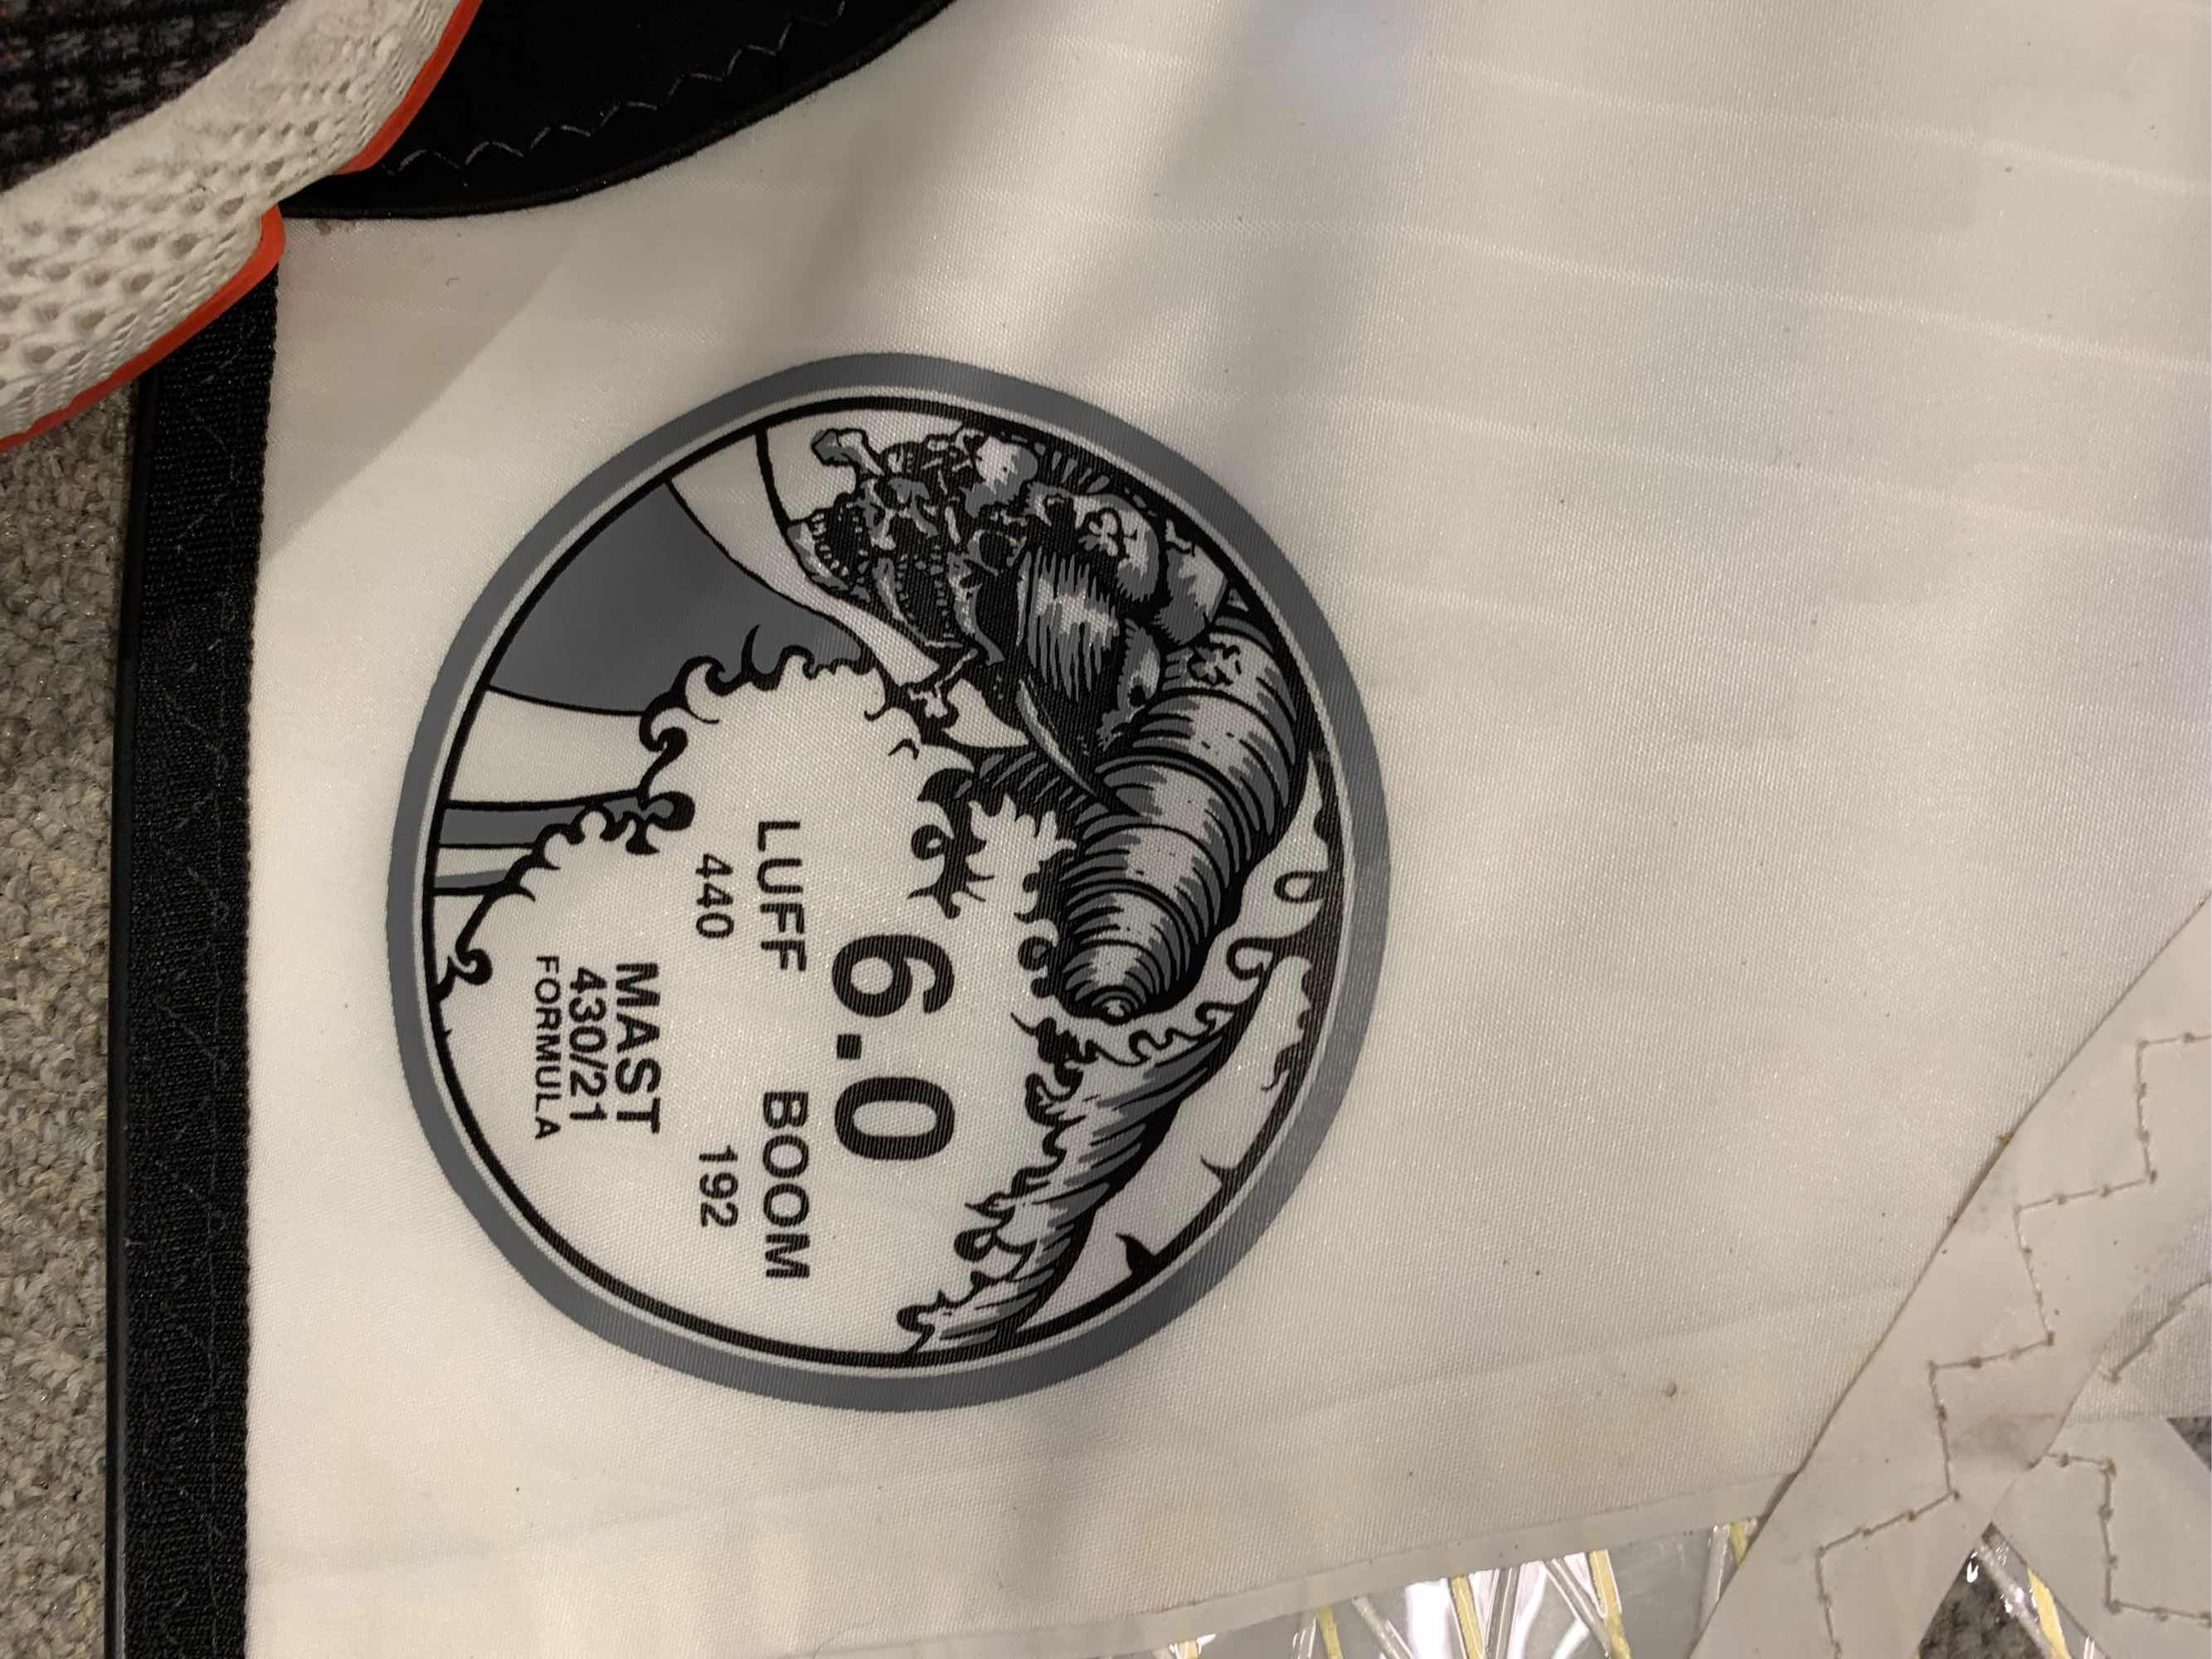 6.0
LUFF BOOM
440 192
MAST
430/21
FORMULA